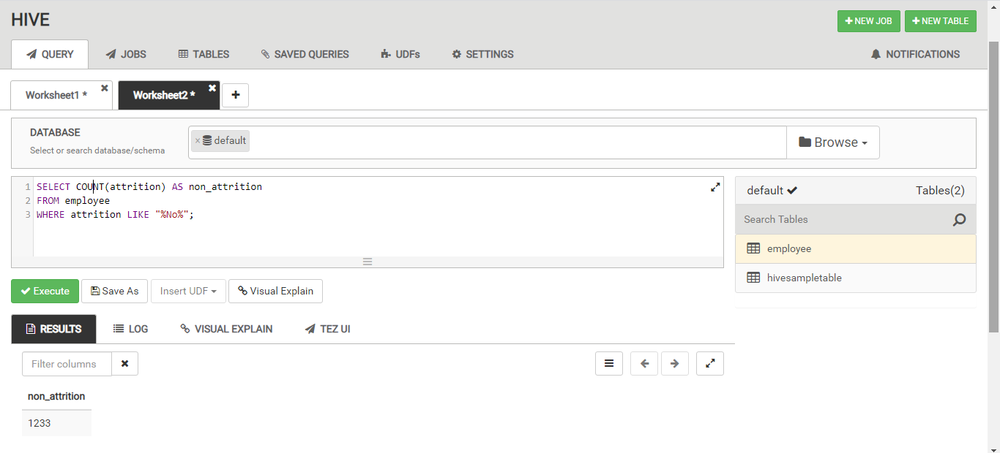 HIVE
NEW JOB NEW TABLE
QUERY JOBS TABLES SAVED QUERIES UDFs SETTINGS NOTIFICATIONS
Worksheet1 * Worksheet2 * +
DATABASE
Select or search database/schema
× default Browse
1 SELECT COUNT(attrition) AS non_attrition
2 FROM employee
3 WHERE attrition LIKE "%No%";
default Tables(2)
Search Tables
employee
hivesampletable
Execute Save As Insert UDF Visual Explain
RESULTS LOG VISUAL EXPLAIN TEZ UI
Filter columns
non_attrition
1233